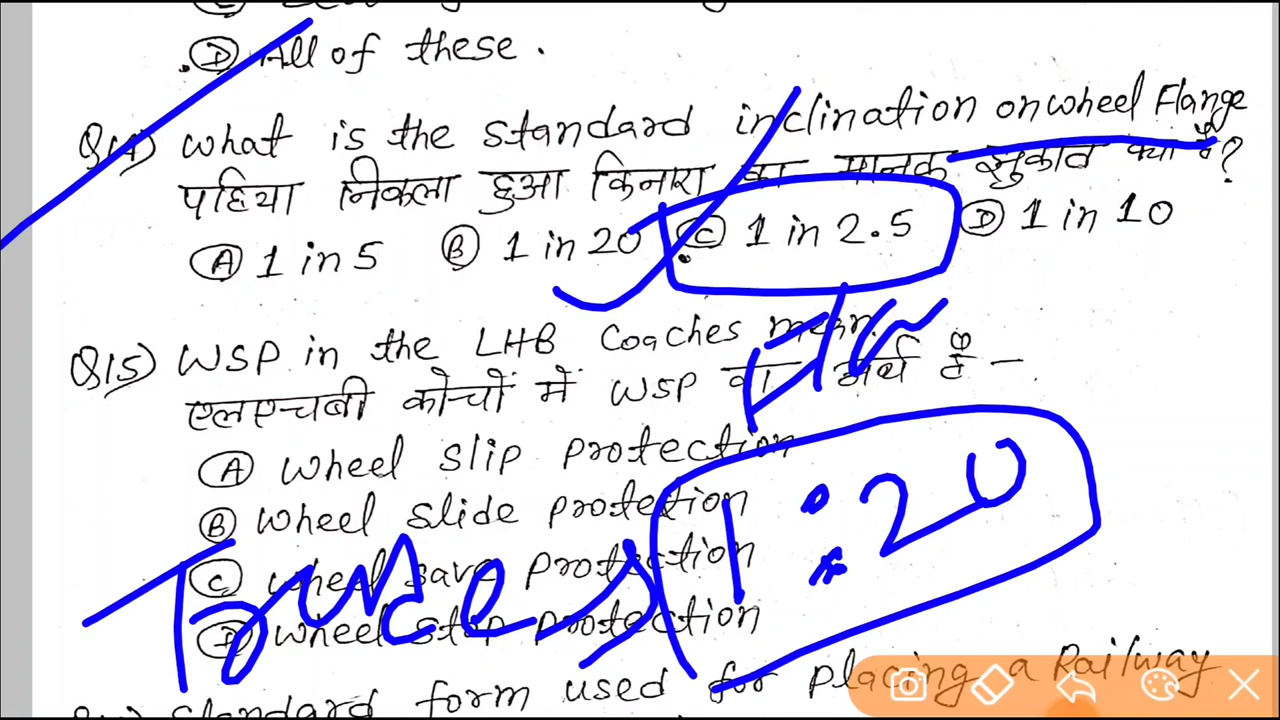 D All of these.
Q14) What is the standard inclination on wheel Flange
पहिया निकला हुआ किनारा का मानक झुकाव क्या है?
A 1 in 5 B 1 in 20 C 1 in 2.5 D 1 in 10
Q15) WSP in the LHB Coaches mean
एलएचबी कोचों में WSP का अर्थ है —
A Wheel slip protection
B Wheel slide protection
C wheel save protection
D wheel stop protection
1:20
Standard form used for placing a Railway